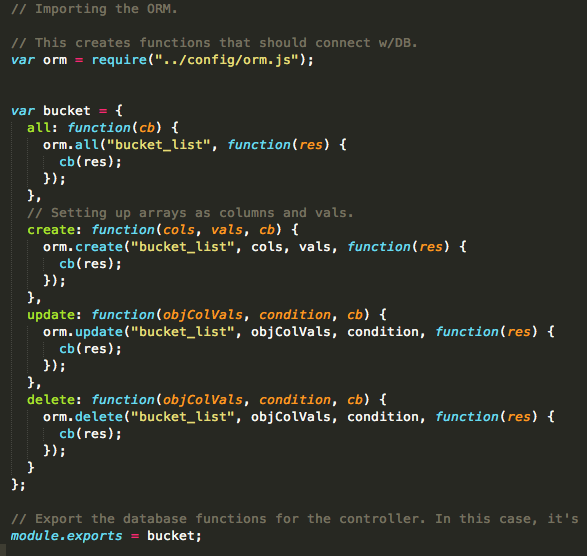 // Importing the ORM.
// This creates functions that should connect w/DB.
var orm = require("../config/orm.js");
var bucket = {
all: function(cb) {
orm.all("bucket_list", function(res) {
cb(res);
});
},
// Setting up arrays as columns and vals.
create: function(cols, vals, cb) {
orm.create("bucket_list", cols, vals, function(res) {
cb(res);
});
},
update: function(objColVals, condition, cb) {
orm.update("bucket_list", objColVals, condition, function(res) {
cb(res);
});
},
delete: function(objColVals, condition, cb) {
orm.delete("bucket_list", objColVals, condition, function(res) {
cb(res);
});
}
};
// Export the database functions for the controller. In this case, it's
module.exports = bucket;